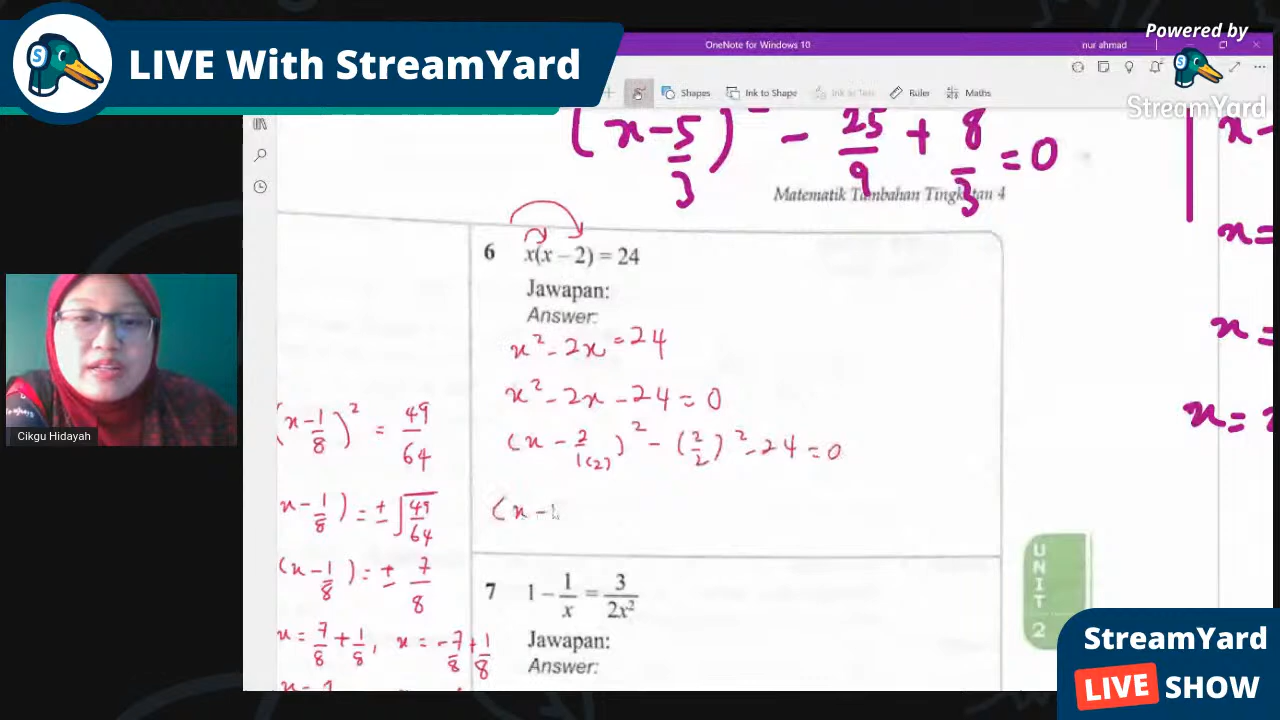 LIVE With StreamYard
OneNote for Windows 10
nur ahmad
Powered by
StreamYard
Shapes
Ink to Shape
Ink to Text
Ruler
Maths
(x - 5/3)² - 25/9 + 8/3 = 0
Matematik Tambahan Tingkatan 4
6 x(x – 2) = 24
Jawapan:
Answer:
x² - 2x = 24
x² - 2x - 24 = 0
(x - 2/1(2))² - (2/2)² - 24 = 0
(x - 1
7 1 – 1/x = 3/2x²
Jawapan:
Answer:
(x - 1/8)² = 49/64
x - 1/8) = ± √49/64
(x - 1/8) = ± 7/8
x = 7/8 + 1/8, x = -7/8 + 1/8
x -
x =
x =
x =
UNIT
2
Cikgu Hidayah
StreamYard
LIVE SHOW